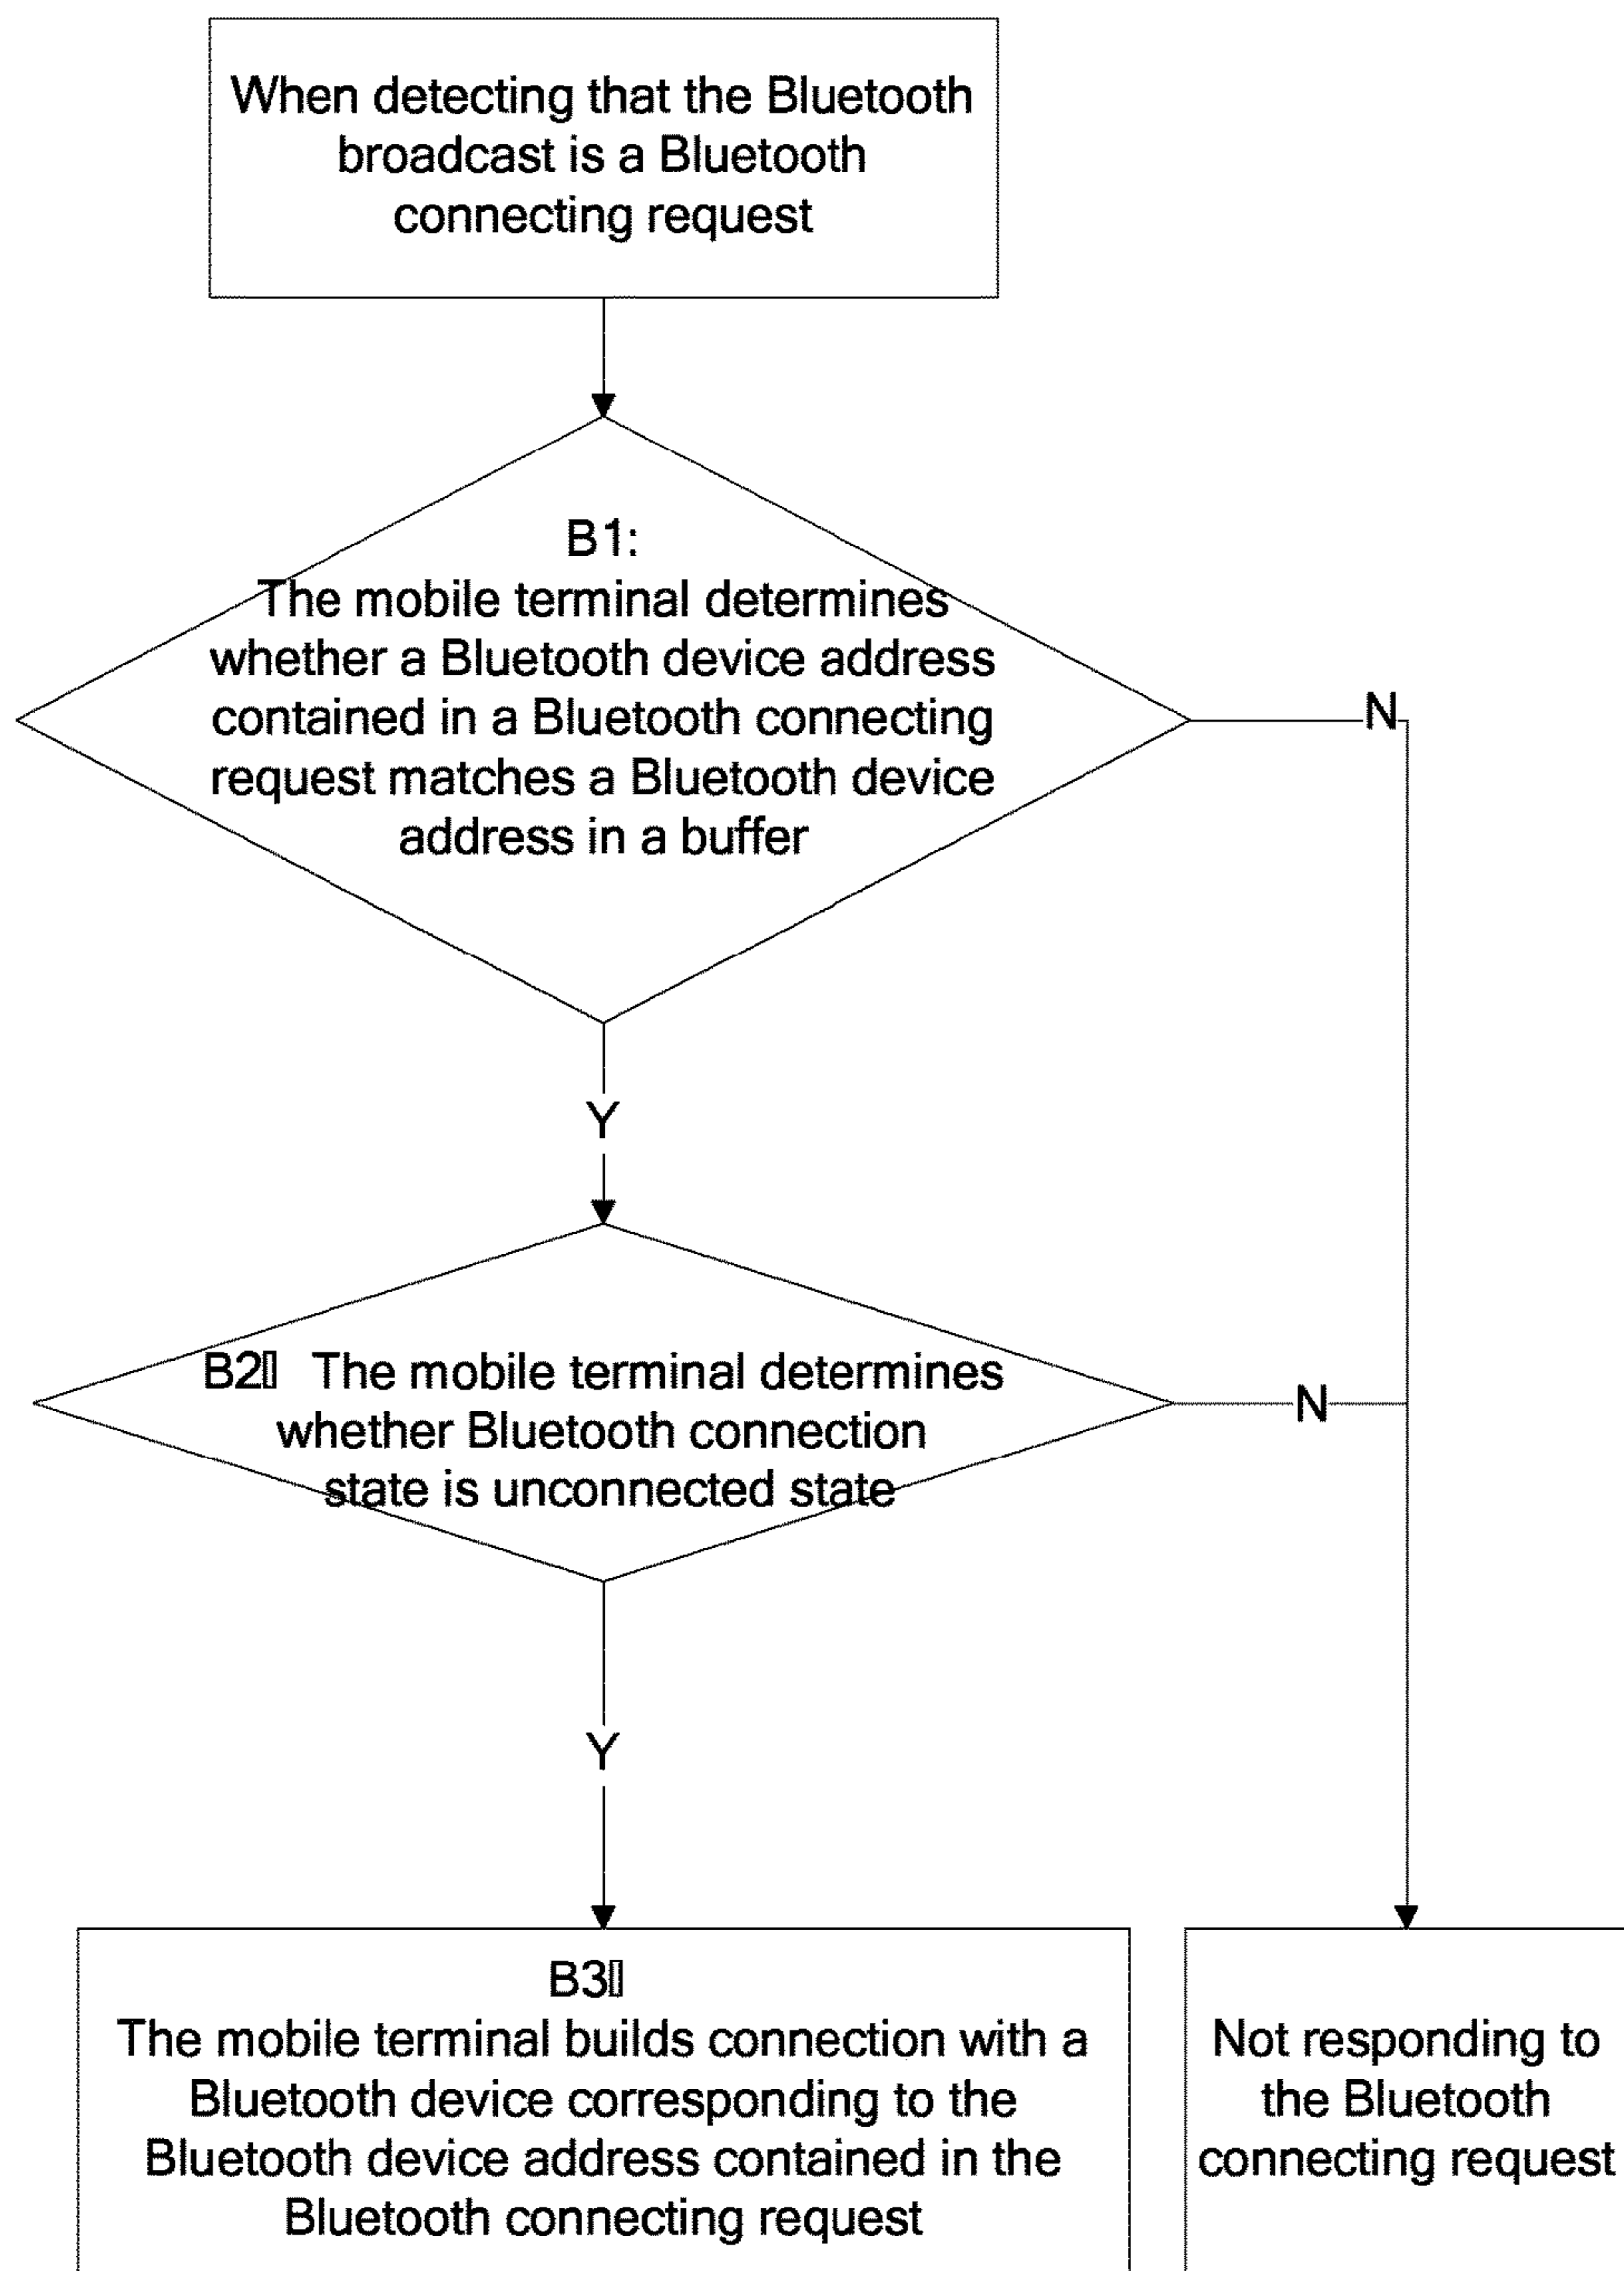 When detecting that the Bluetooth
broadcast is a Bluetooth
connecting request
B1:
The mobile terminal determines
whether a Bluetooth device address
contained in a Bluetooth connecting
request matches a Bluetooth device
address in a buffer
N
Y
B2▯ The mobile terminal determines
whether Bluetooth connection
state is unconnected state
N
Y
B3▯
The mobile terminal builds connection with a
Bluetooth device corresponding to the
Bluetooth device address contained in the
Bluetooth connecting request
Not responding to
the Bluetooth
connecting request